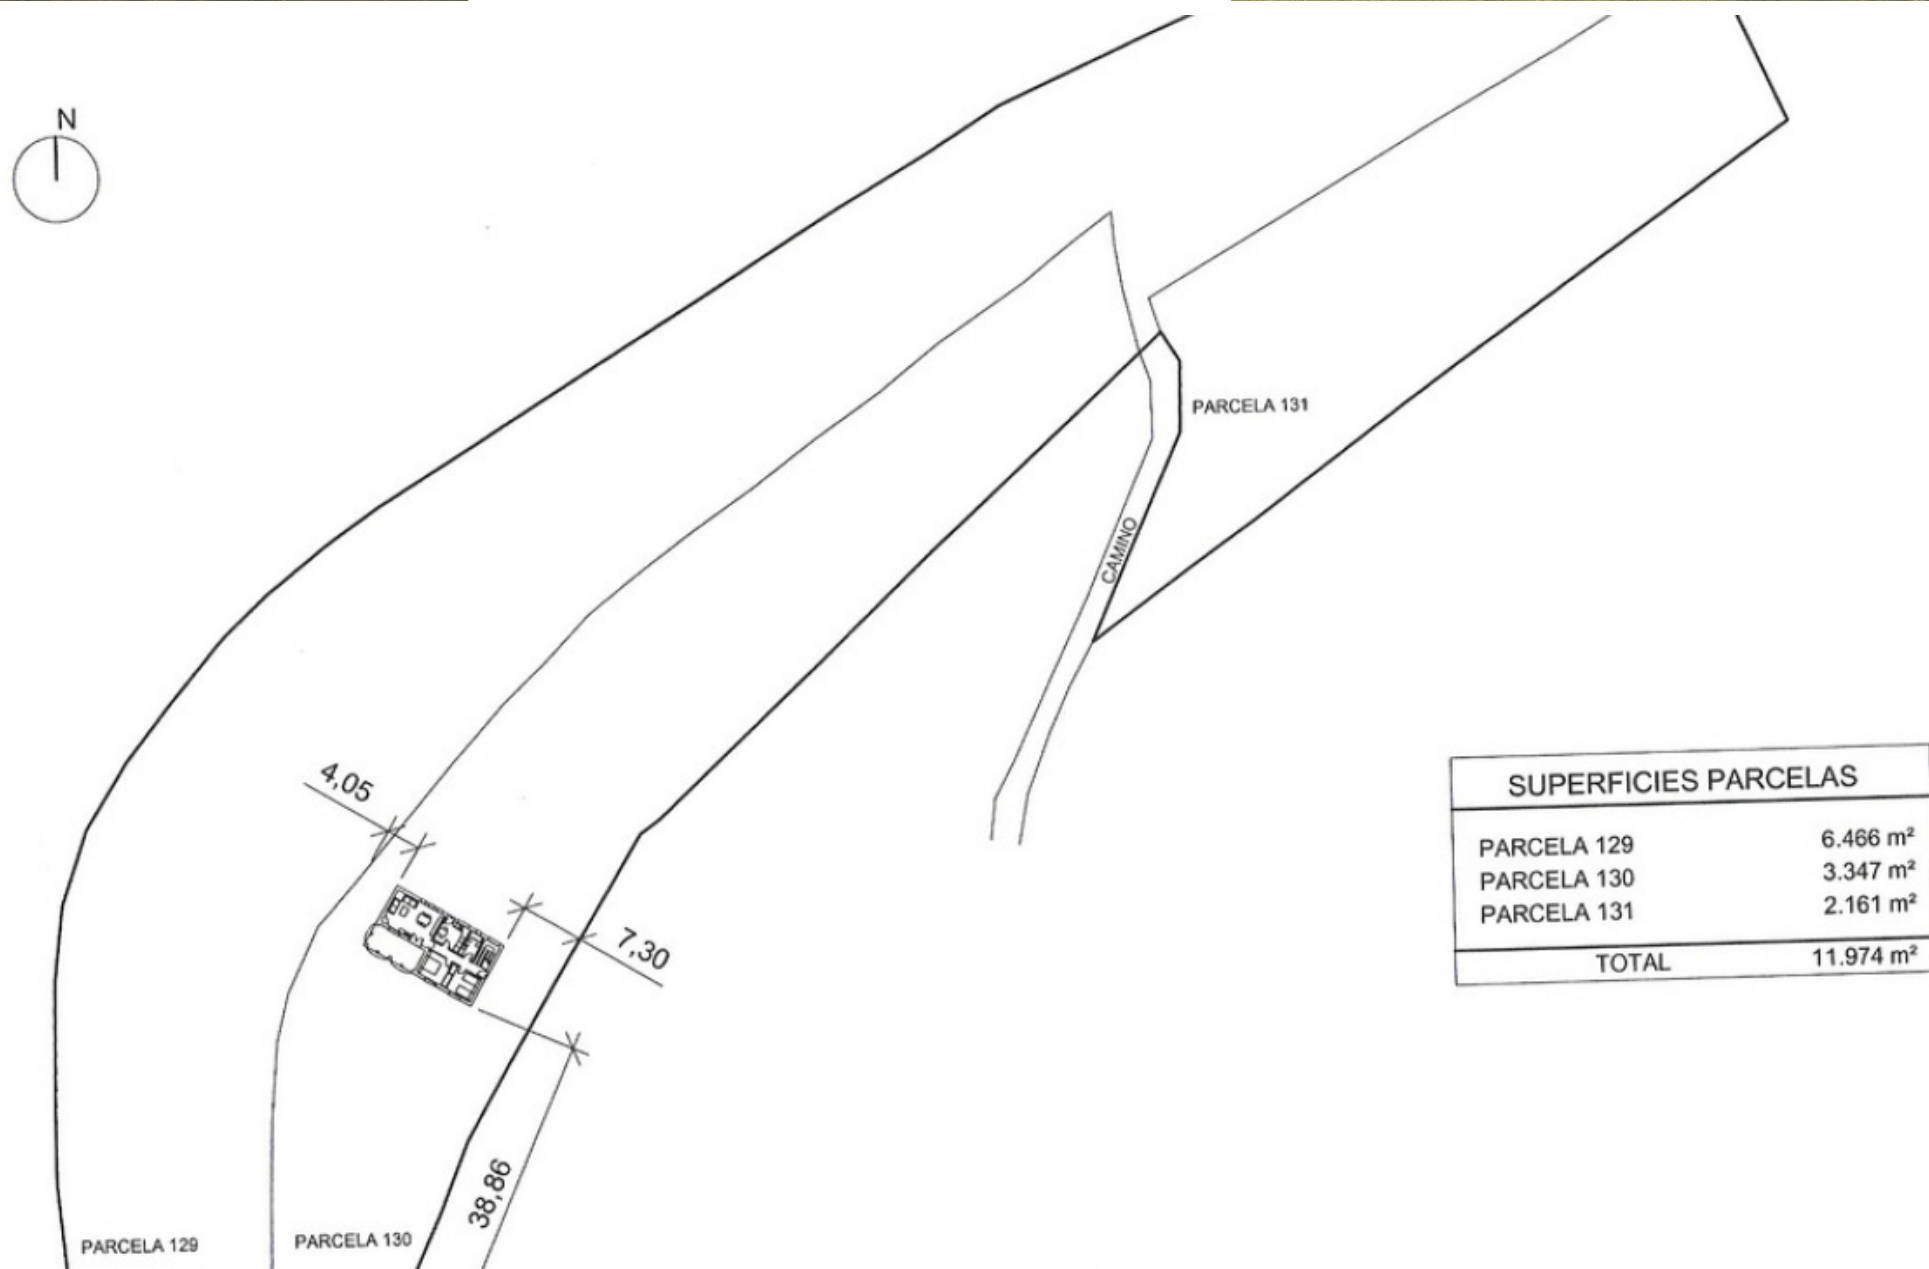 N
PARCELA 131
CAMINO
4,05
7,30
38,86
PARCELA 129
PARCELA 130
SUPERFICIES PARCELAS
PARCELA 129 6.466 m²
PARCELA 130 3.347 m²
PARCELA 131 2.161 m²
TOTAL 11.974 m²